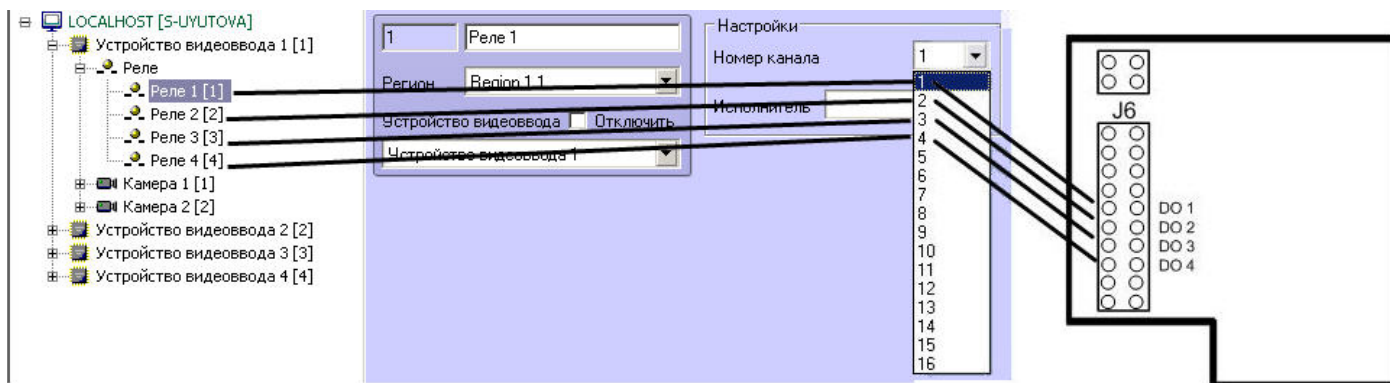 LOCALHOST [S-UYUTOVA]
Устройство видеоввода 1 [1]
Реле
Реле 1 [1]
Реле 2 [2]
Реле 3 [3]
Реле 4 [4]
Камера 1 [1]
Камера 2 [2]
Устройство видеоввода 2 [2]
Устройство видеоввода 3 [3]
Устройство видеоввода 4 [4]
1
Реле 1
Регион
Region 1.1
Устройство видеоввода
Отключить
Устройство видеоввода 1
Настройки
Номер канала
1
Исполнитель
1
2
3
4
5
6
7
8
9
10
11
12
13
14
15
16
J6
DO 1
DO 2
DO 3
DO 4